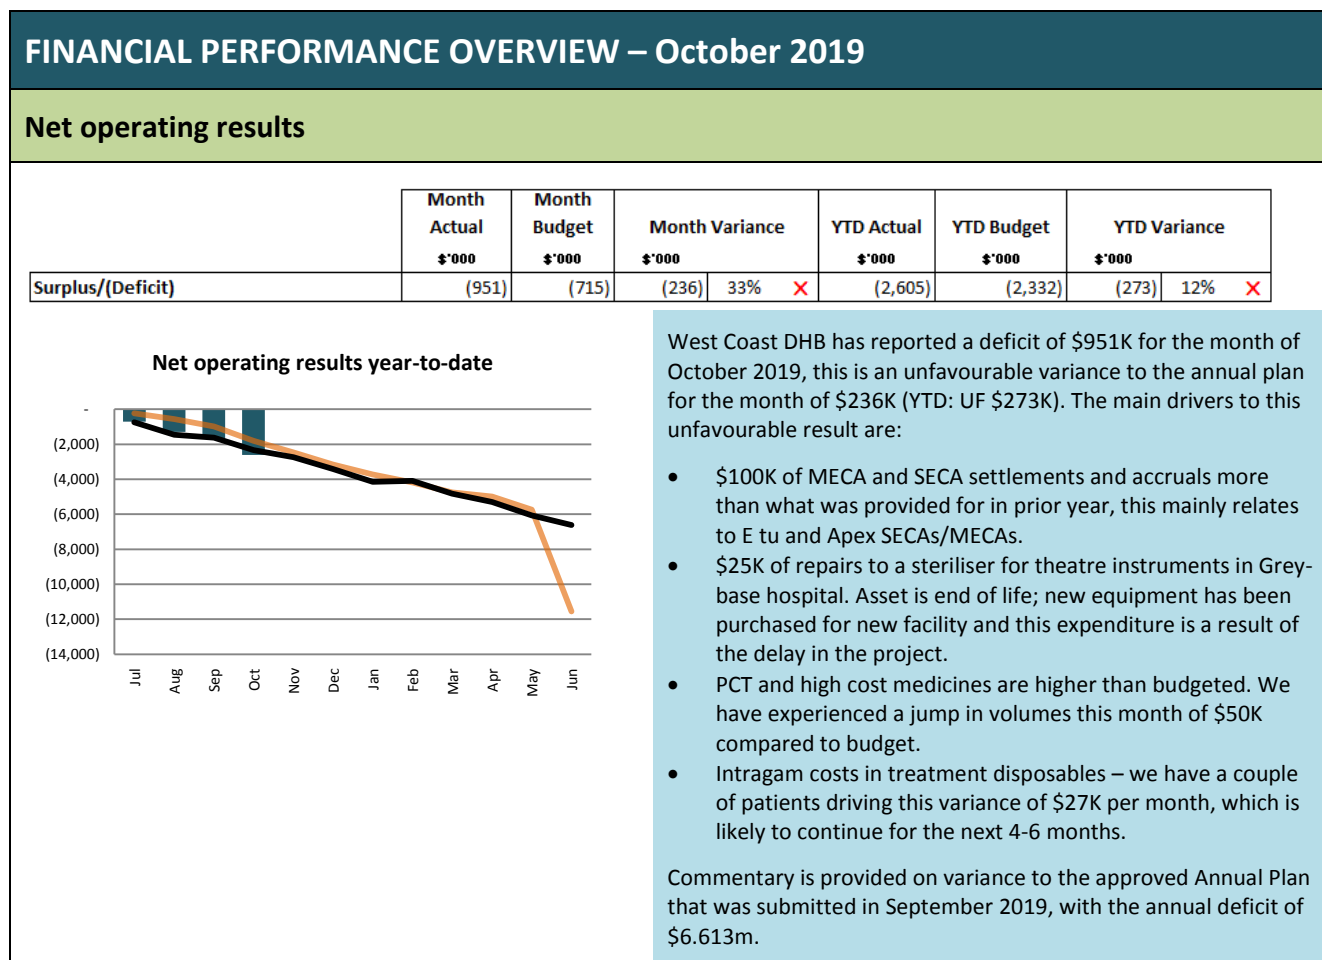 FINANCIAL PERFORMANCE OVERVIEW – October 2019
Net operating results
Month Actual $'000 Month Budget $'000 Month Variance $'000 YTD Actual $'000 YTD Budget $'000 YTD Variance $'000
Surplus/(Deficit) (951) (715) (236) 33% ✕ (2,605) (2,332) (273) 12% ✕
Net operating results year-to-date
-
(2,000)
(4,000)
(6,000)
(8,000)
(10,000)
(12,000)
(14,000)
Jul Aug Sep Oct Nov Dec Jan Feb Mar Apr May Jun
West Coast DHB has reported a deficit of $951K for the month of
October 2019, this is an unfavourable variance to the annual plan
for the month of $236K (YTD: UF $273K). The main drivers to this
unfavourable result are:
• $100K of MECA and SECA settlements and accruals more
than what was provided for in prior year, this mainly relates
to E tu and Apex SECAs/MECAs.
• $25K of repairs to a steriliser for theatre instruments in Grey-
base hospital. Asset is end of life; new equipment has been
purchased for new facility and this expenditure is a result of
the delay in the project.
• PCT and high cost medicines are higher than budgeted. We
have experienced a jump in volumes this month of $50K
compared to budget.
• Intragam costs in treatment disposables – we have a couple
of patients driving this variance of $27K per month, which is
likely to continue for the next 4-6 months.
Commentary is provided on variance to the approved Annual Plan
that was submitted in September 2019, with the annual deficit of
$6.613m.